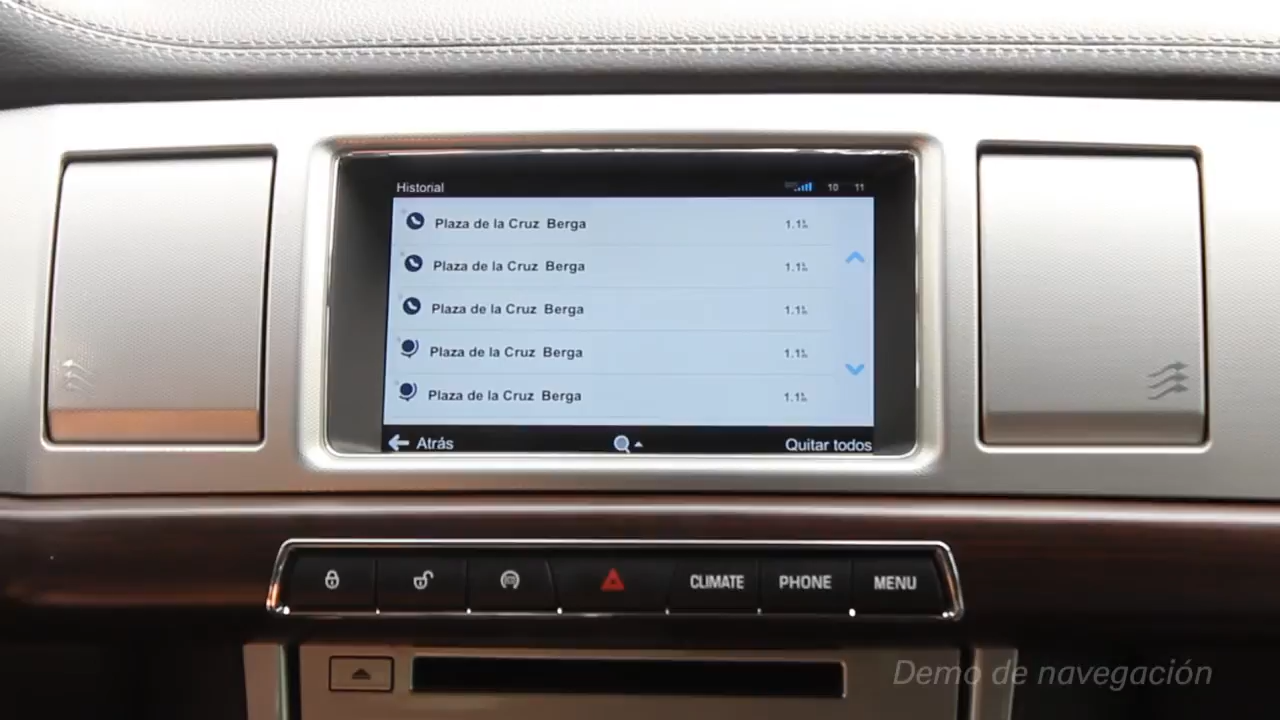 Historial 10 11
Plaza de la Cruz Berga
Plaza de la Cruz Berga
Plaza de la Cruz Berga
Plaza de la Cruz Berga
Plaza de la Cruz Berga
Atrás Quitar todos
CLIMATE PHONE MENU
Demo de navegación